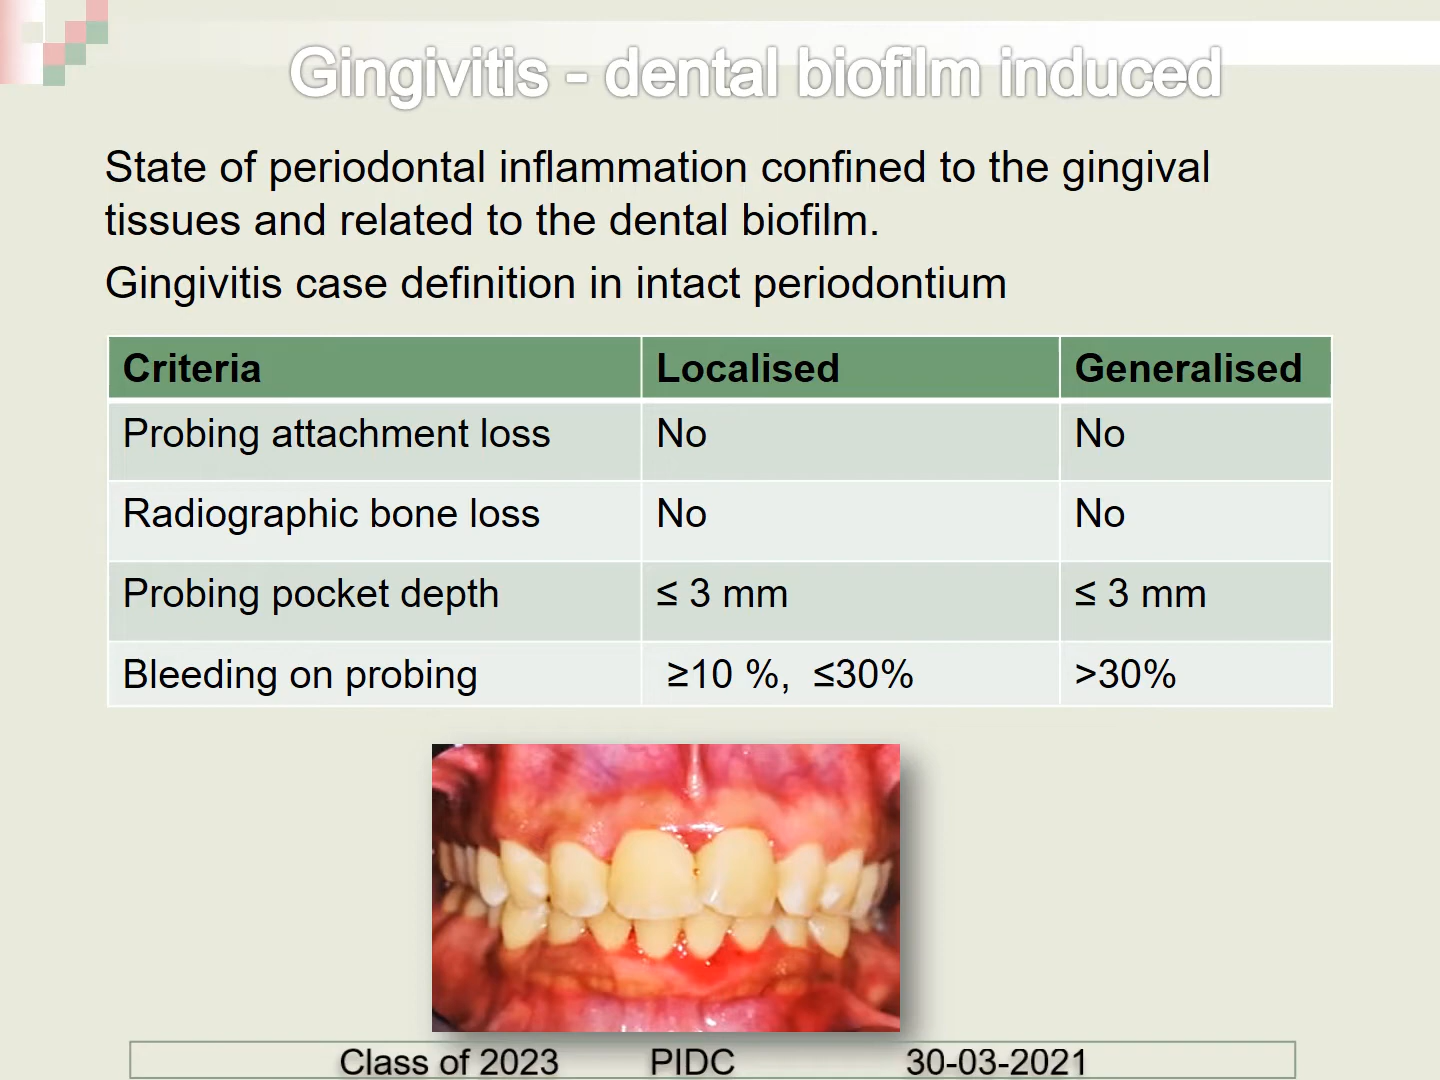 Gingivitis - dental biofilm induced
State of periodontal inflammation confined to the gingival
tissues and related to the dental biofilm.
Gingivitis case definition in intact periodontium
Criteria Localised Generalised
Probing attachment loss No No
Radiographic bone loss No No
Probing pocket depth ≤ 3 mm ≤ 3 mm
Bleeding on probing ≥10 %, ≤30% >30%
Class of 2023 PIDC 30-03-2021